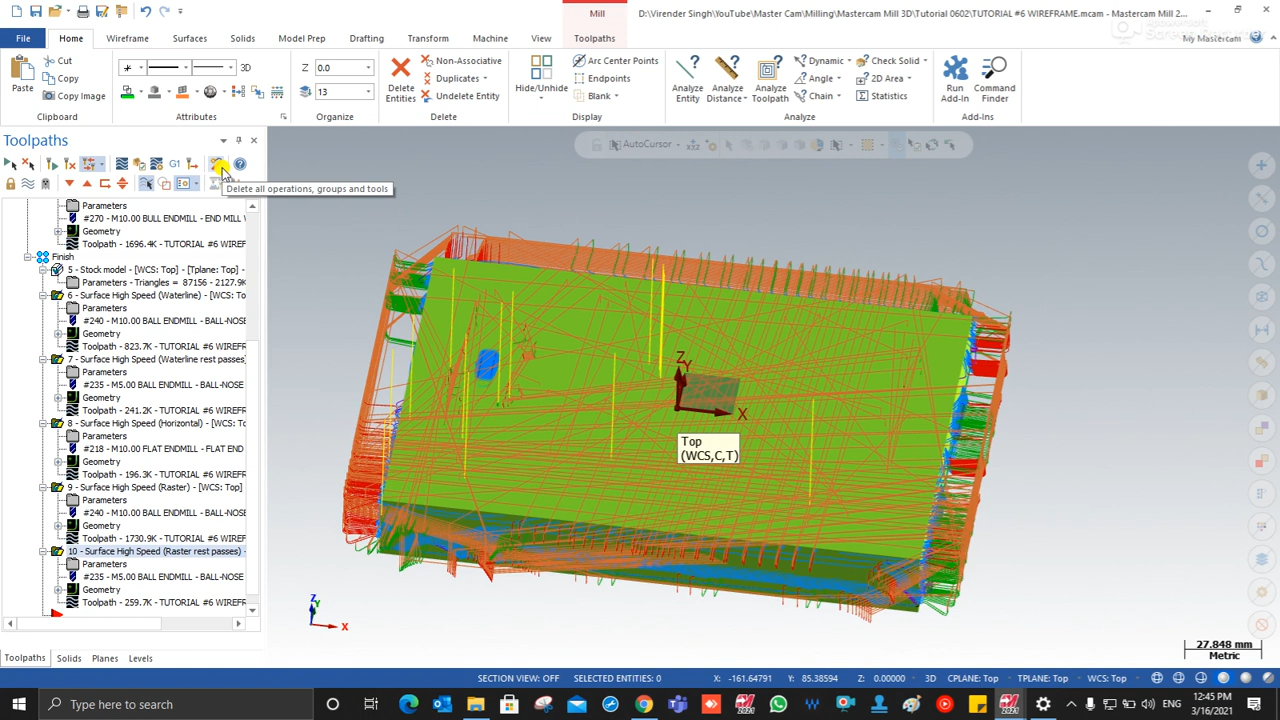 Mill
D:\Virender Singh\YouTube\Master Cam\Milling\Mastercam Mill 3D\Tutorial 0602\TUTORIAL #6 WIREFRAME.mcam - Mastercam Mill 2...
File Home Wireframe Surfaces Solids Model Prep Drafting Transform Machine View Toolpaths
My Mastercam
Paste
Cut
Copy
Copy Image
Clipboard
3D
Attributes
Z 0.0
13
Organize
Delete
Entities
Non-Associative
Duplicates
Undelete Entity
Delete
Hide/Unhide
Arc Center Points
Endpoints
Blank
Display
Analyze
Entity
Analyze
Distance
Analyze
Toolpath
Dynamic
Angle
Chain
Check Solid
2D Area
Statistics
Analyze
Run
Add-In
Command
Finder
Add-Ins
Toolpaths
G1
Delete all operations, groups and tools
AutoCursor
Parameters
#270 - M10.00 BULL ENDMILL - END MILL W
Geometry
Toolpath - 1696.4K - TUTORIAL #6 WIREF
Finish
5 - Stock model - [WCS: Top] - [Tplane: Top] -
Parameters - Triangles = 87156 - 2127.9K
6 - Surface High Speed (Waterline) - [WCS: To
Parameters
#240 - M10.00 BALL ENDMILL - BALL-NOSE
Geometry
Toolpath - 823.7K - TUTORIAL #6 WIREFR
7 - Surface High Speed (Waterline rest passes)
Parameters
#235 - M5.00 BALL ENDMILL - BALL-NOSE
Geometry
Toolpath - 241.2K - TUTORIAL #6 WIREFR
8 - Surface High Speed (Horizontal) - [WCS: To
Parameters
#218 - M10.00 FLAT ENDMILL - FLAT END
Geometry
Toolpath - 196.3K - TUTORIAL #6 WIREFR
9 - Surface High Speed (Raster) - [WCS: Top]
Parameters
#240 - M10.00 BALL ENDMILL - BALL-NOSE
Geometry
Toolpath - 1730.9K - TUTORIAL #6 WIREF
10 - Surface High Speed (Raster rest passes) -
Parameters
#235 - M5.00 BALL ENDMILL - BALL-NOSE
Geometry
Toolpath - 259.7K - TUTORIAL #6 WIREFR
Z
Y
X
Top
(WCS,C,T)
Z
Y
X
27.848 mm
Metric
Toolpaths Solids Planes Levels
SECTION VIEW: OFF SELECTED ENTITIES: 0 X: -161.64791 Y: 85.38594 Z: 0.00000 3D CPLANE: Top TPLANE: Top WCS: Top
Type here to search
ENG
12:45 PM
3/16/2021